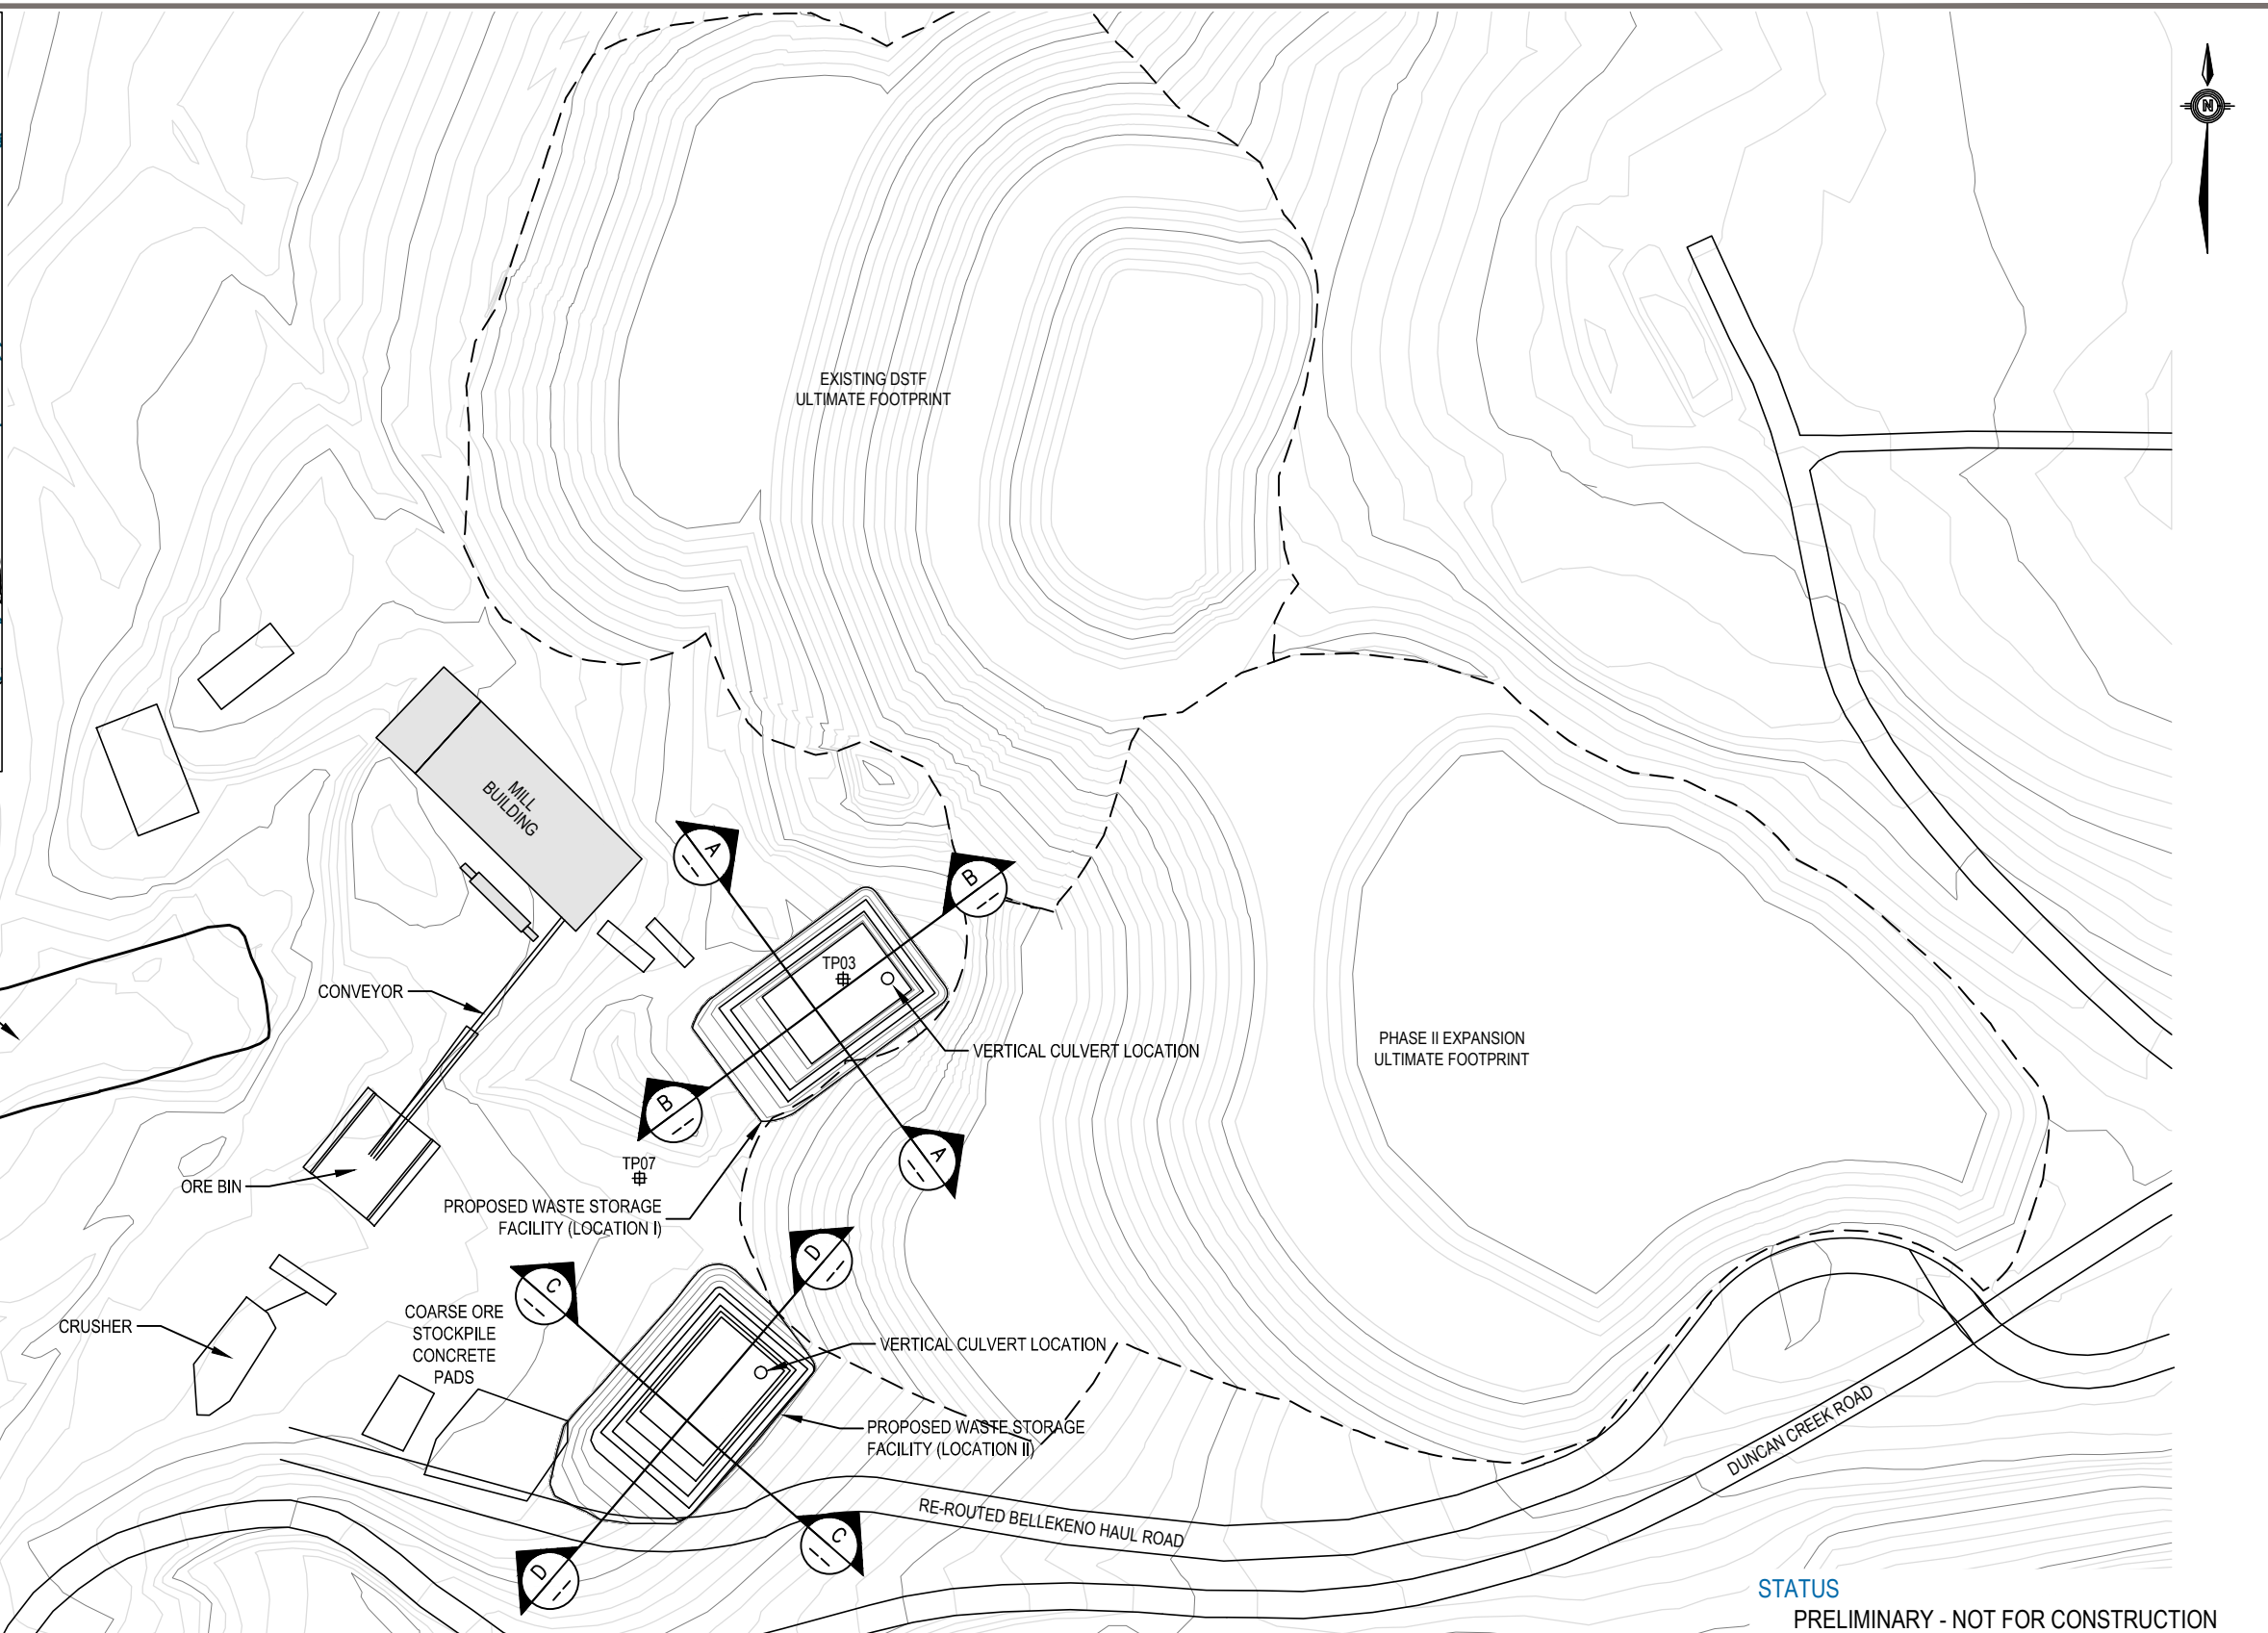 N
EXISTING DSTF
ULTIMATE FOOTPRINT
MILL
BUILDING
A
B
TP03
CONVEYOR
VERTICAL CULVERT LOCATION
PHASE II EXPANSION
ULTIMATE FOOTPRINT
B
A
TP07
ORE BIN
PROPOSED WASTE STORAGE
FACILITY (LOCATION I)
D
C
COARSE ORE
STOCKPILE
CONCRETE
PADS
CRUSHER
VERTICAL CULVERT LOCATION
PROPOSED WASTE STORAGE
FACILITY (LOCATION II)
DUNCAN CREEK ROAD
RE-ROUTED BELLEKENO HAUL ROAD
C
D
STATUS
PRELIMINARY - NOT FOR CONSTRUCTION